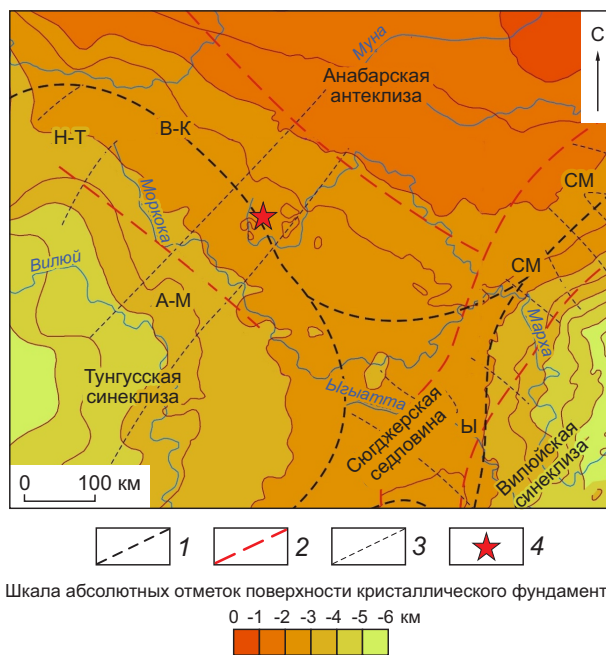 Муна
С
Анабарская
антеклиза
В-К
Н-Т
Моркока
СМ
Вилюй
СМ
А-М
Марха
Тунгусская
синеклиза
Ыгыатта
Сюгджерская
седловина
Ы
Вилюйская
синеклиза
0 100 км
1 2 3 4
Шкала абсолютных отметок поверхности кристаллического фундамент
0 -1 -2 -3 -4 -5 -6 км